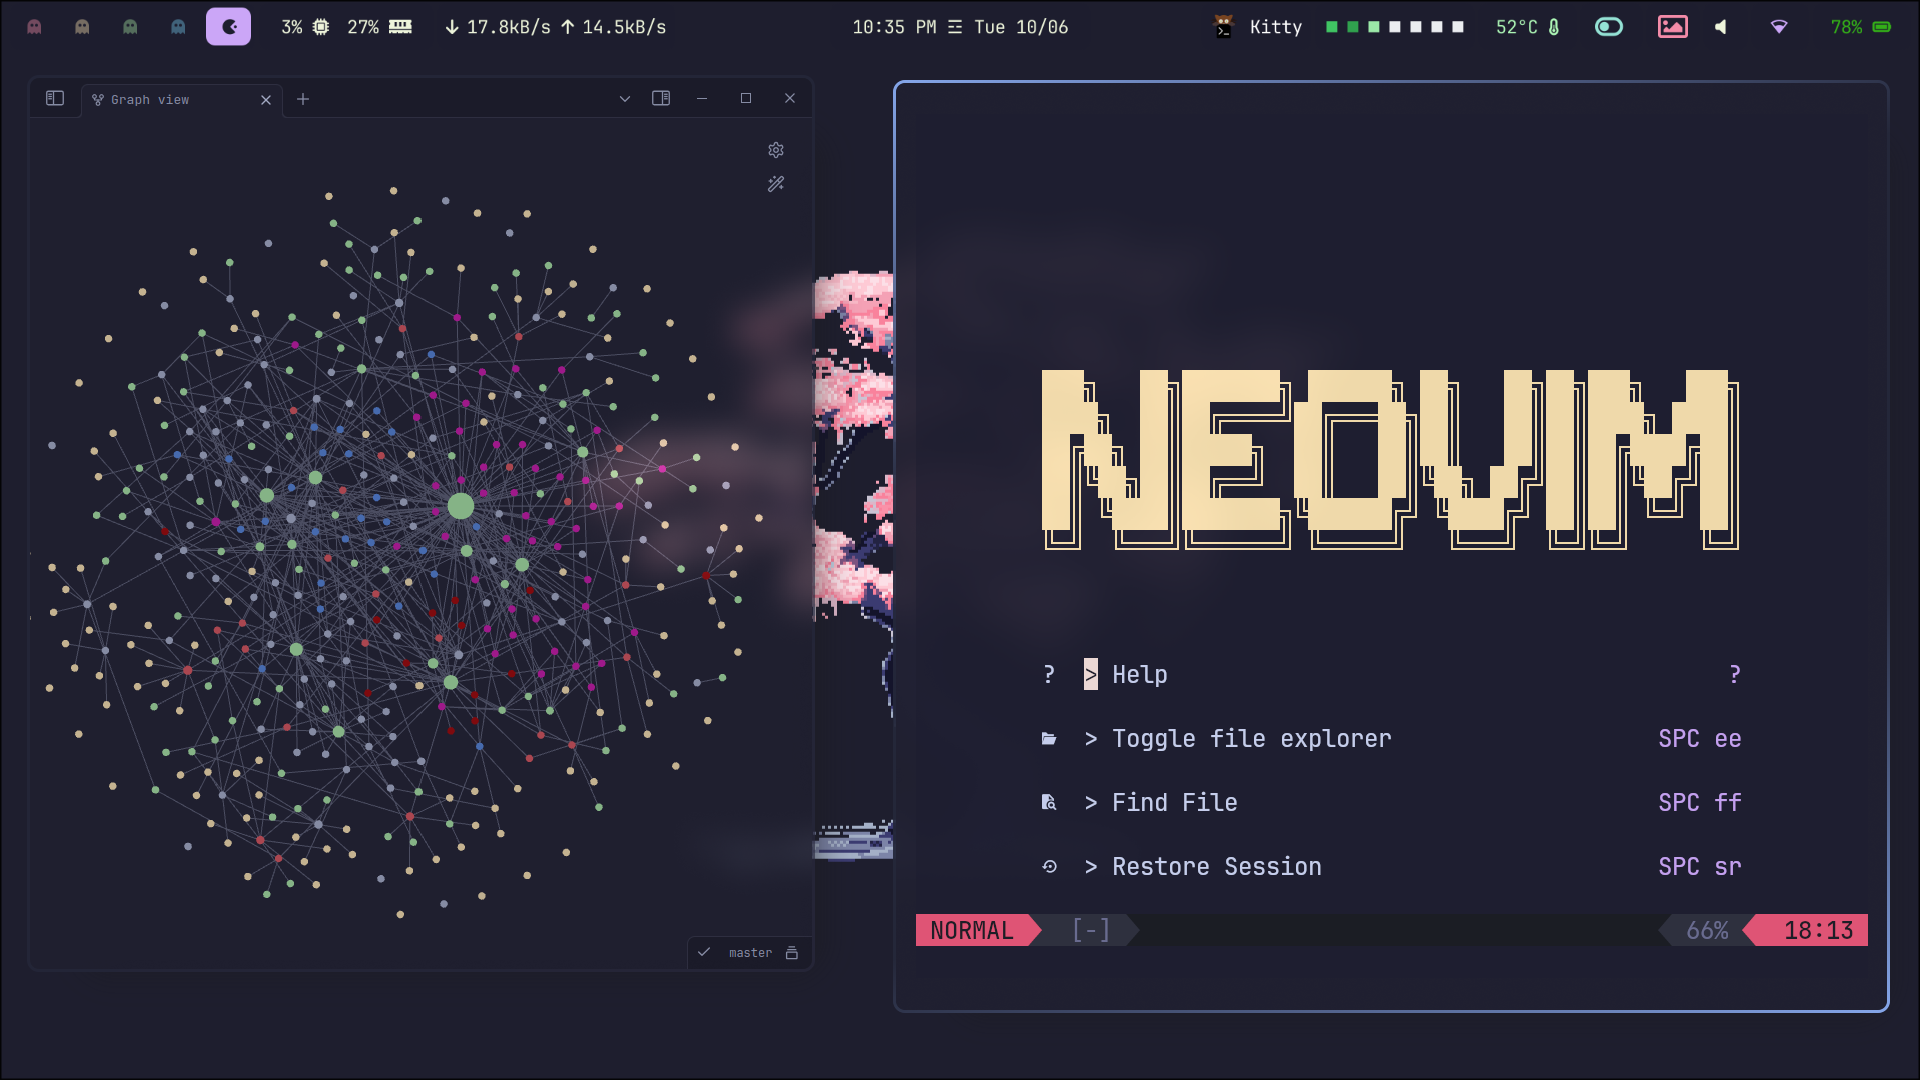 3% 27% 17.8kB/s 14.5kB/s 10:35 PM Tue 10/06 Kitty 52°C 78%
Graph view
master
NEOVIM
? > Help ?
> Toggle file explorer SPC ee
> Find File SPC ff
> Restore Session SPC sr
NORMAL [-] 66% 18:13